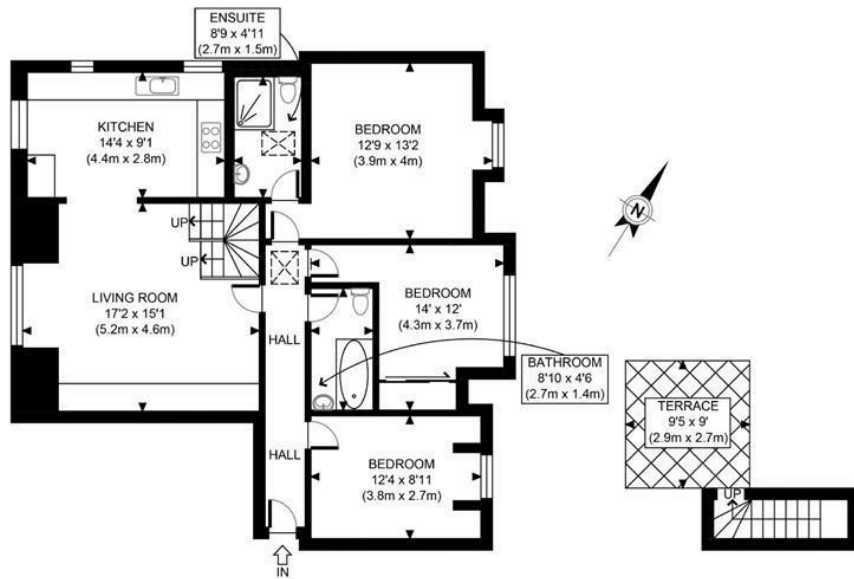 ENSUITE
8'9 x 4'11
(2.7m x 1.5m)
KITCHEN
14'4 x 9'1
(4.4m x 2.8m)
BEDROOM
12'9 x 13'2
(3.9m x 4m)
N
UP
UP
LIVING ROOM
17'2 x 15'1
(5.2m x 4.6m)
HALL
BEDROOM
14' x 12'
(4.3m x 3.7m)
BATHROOM
8'10 x 4'6
(2.7m x 1.4m)
TERRACE
9'5 x 9'
(2.9m x 2.7m)
HALL
BEDROOM
12'4 x 8'11
(3.8m x 2.7m)
UP
IN